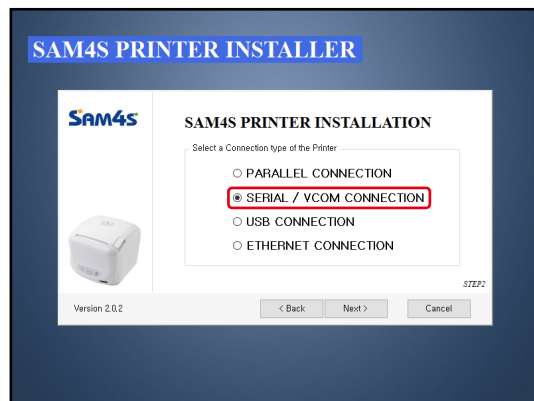 SAM4S PRINTER INSTALLER
SAM4S
SAM4S PRINTER INSTALLATION
Select a Connection type of the Printer
PARALLEL CONNECTION
SERIAL / VCOM CONNECTION
USB CONNECTION
ETHERNET CONNECTION
STEP2
Version 2.0.2
< Back Next > Cancel